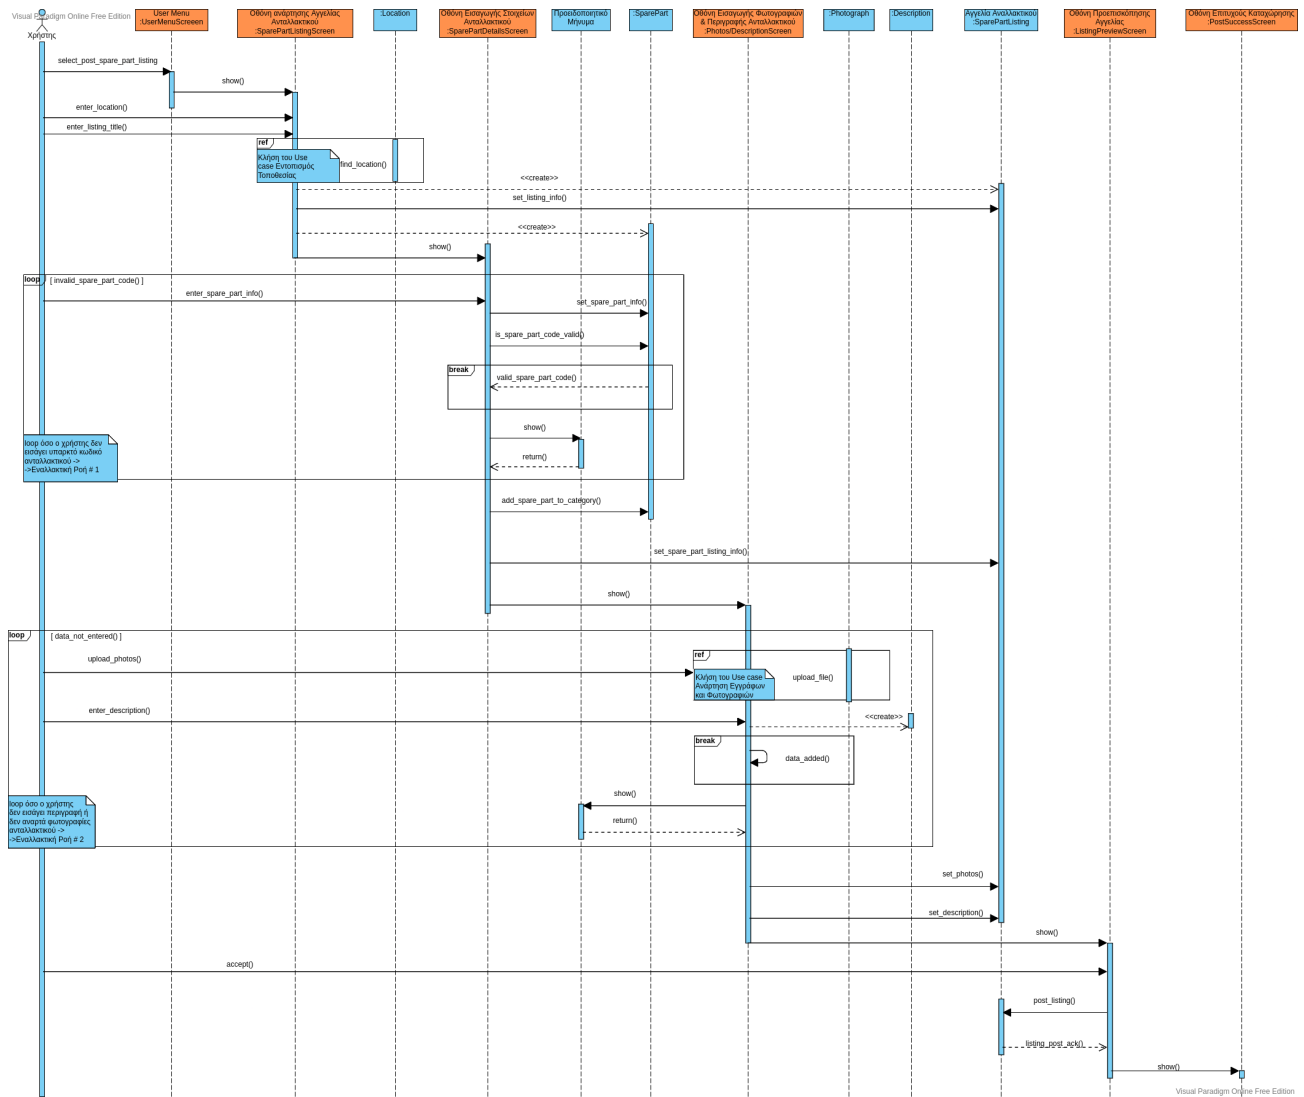 Visual Paradigm Online Free Edition
Χρήστης
User Menu
:UserMenuScreen
Οθόνη ανάρτησης Αγγελίας
Ανταλλακτικού
:SparePartListingScreen
:Location
Οθόνη Εισαγωγής Στοιχείων
Ανταλλακτικού
:SparePartDetailsScreen
Προειδοποιητικό
Μήνυμα
:SparePart
Οθόνη Εισαγωγής Φωτογραφιών
& Περιγραφής Ανταλλακτικού
:Photos/DescriptionScreen
:Photograph
:Description
Αγγελία Αναλλακτικού
:SparePartListing
Οθόνη Προεπισκόπησης
Αγγελίας
:ListingPreviewScreen
Οθόνη Επιτυχούς Καταχώρησης
:PostSuccessScreen
select_post_spare_part_listing
show()
enter_location()
enter_listing_title()
ref
Κλήση του Use
case Εντοπισμός
Τοποθεσίας
find_location()
<<create>>
set_listing_info()
<<create>>
show()
loop
[ invalid_spare_part_code() ]
enter_spare_part_info()
set_spare_part_info()
is_spare_part_code_valid()
break
valid_spare_part_code()
show()
return()
loop όσο ο χρήστης δεν
εισάγει υπαρκτό κωδικό
ανταλλακτικού ->
->Εναλλακτική Ροή # 1
add_spare_part_to_category()
set_spare_part_listing_info()
show()
loop
[ data_not_entered() ]
upload_photos()
ref
Κλήση του Use case
Ανάρτηση Εγγράφων
και Φωτογραφιών
upload_file()
enter_description()
<<create>>
break
data_added()
show()
return()
loop όσο ο χρήστης
δεν εισάγει περιγραφή ή
δεν αναρτά φωτογραφίες
ανταλλακτικού ->
->Εναλλακτική Ροή # 2
set_photos()
set_description()
show()
accept()
post_listing()
listing_post_ack()
show()
Visual Paradigm Online Free Edition